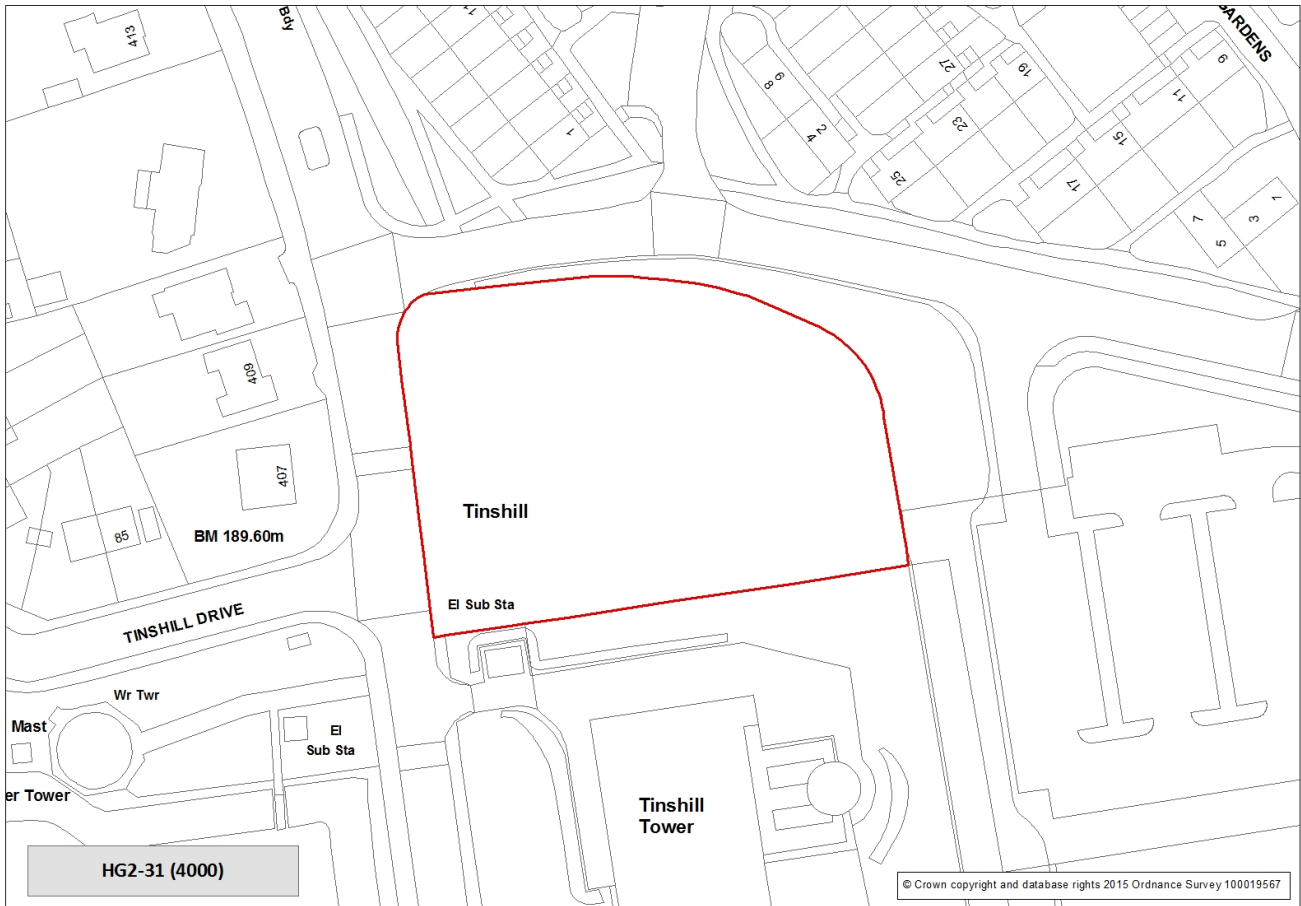 413
Bdy
11
1
9
8
2
4
27
19
23
25
GARDENS
9
11
15
17
7
5
3
1
409
407
85
BM 189.60m
Tinshill
El Sub Sta
TINSHILL DRIVE
Wr Twr
Mast
El
Sub Sta
er Tower
Tinshill
Tower
HG2-31 (4000)
© Crown copyright and database rights 2015 Ordnance Survey 100019567